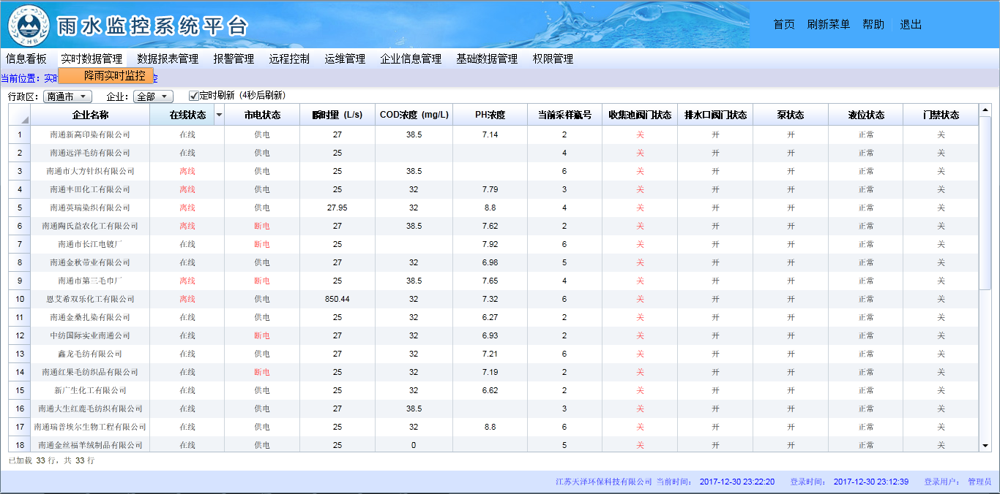 雨水监控系统平台
ZHB
首页 刷新菜单 帮助 退出
信息看板 实时数据管理 数据报表管理 报警管理 远程控制 运维管理 企业信息管理 基础数据管理 权限管理
当前位置：实时 降雨实时监控 控
行政区： 南通市 企业： 全部 定时刷新（4秒后刷新）
企业名称 在线状态 市电状态 瞬时量 (L/s) COD浓度 (mg/L) PH浓度 当前采样瓶号 收集池阀门状态 排水口阀门状态 泵状态 液位状态 门禁状态
1 南通新高印染有限公司 在线 供电 27 38.5 7.14 2 关 开 开 正常 关
2 南通远洋毛纺有限公司 在线 供电 25 4 关 开 开 正常 关
3 南通市大方针织有限公司 离线 供电 25 38.5 6 关 开 开 正常 关
4 南通丰田化工有限公司 离线 供电 25 32 7.79 3 关 开 开 正常 关
5 南通英瑞染织有限公司 离线 供电 27.95 32 8.8 4 关 开 开 正常 关
6 南通陶氏益农化工有限公司 离线 断电 27 38.5 7.62 2 关 开 开 正常 关
7 南通市长江电镀厂 在线 断电 25 7.92 6 关 开 开 正常 关
8 南通金秋带业有限公司 在线 供电 27 32 6.98 5 关 开 开 正常 关
9 南通市第三毛巾厂 离线 断电 25 38.5 7.65 4 关 开 开 正常 关
10 恩艾希双乐化工有限公司 离线 供电 850.44 32 7.32 6 关 开 开 正常 关
11 南通金桑扎染有限公司 在线 供电 25 32 6.27 2 关 开 开 正常 关
12 中纺国际实业南通公司 在线 断电 27 32 6.93 2 关 开 开 正常 关
13 鑫龙毛纺有限公司 在线 供电 27 32 7.21 6 关 开 开 正常 关
14 南通红果毛纺织品有限公司 在线 断电 25 32 7.19 2 关 开 开 正常 关
15 新广生化工有限公司 在线 供电 25 32 6.62 2 关 开 开 正常 关
16 南通大生红鹿毛纺织有限公司 在线 供电 27 38.5 3 关 开 开 正常 关
17 南通瑞普埃尔生物工程有限公司 在线 供电 25 32 8.8 6 关 开 开 正常 关
18 南通金丝福羊绒制品有限公司 在线 供电 25 0 5 关 开 开 正常 关
已加载 33 行，共 33 行
江苏天泽环保科技有限公司 当前时间： 2017-12-30 23:22:20 登录时间： 2017-12-30 23:12:39 登录用户： 管理员